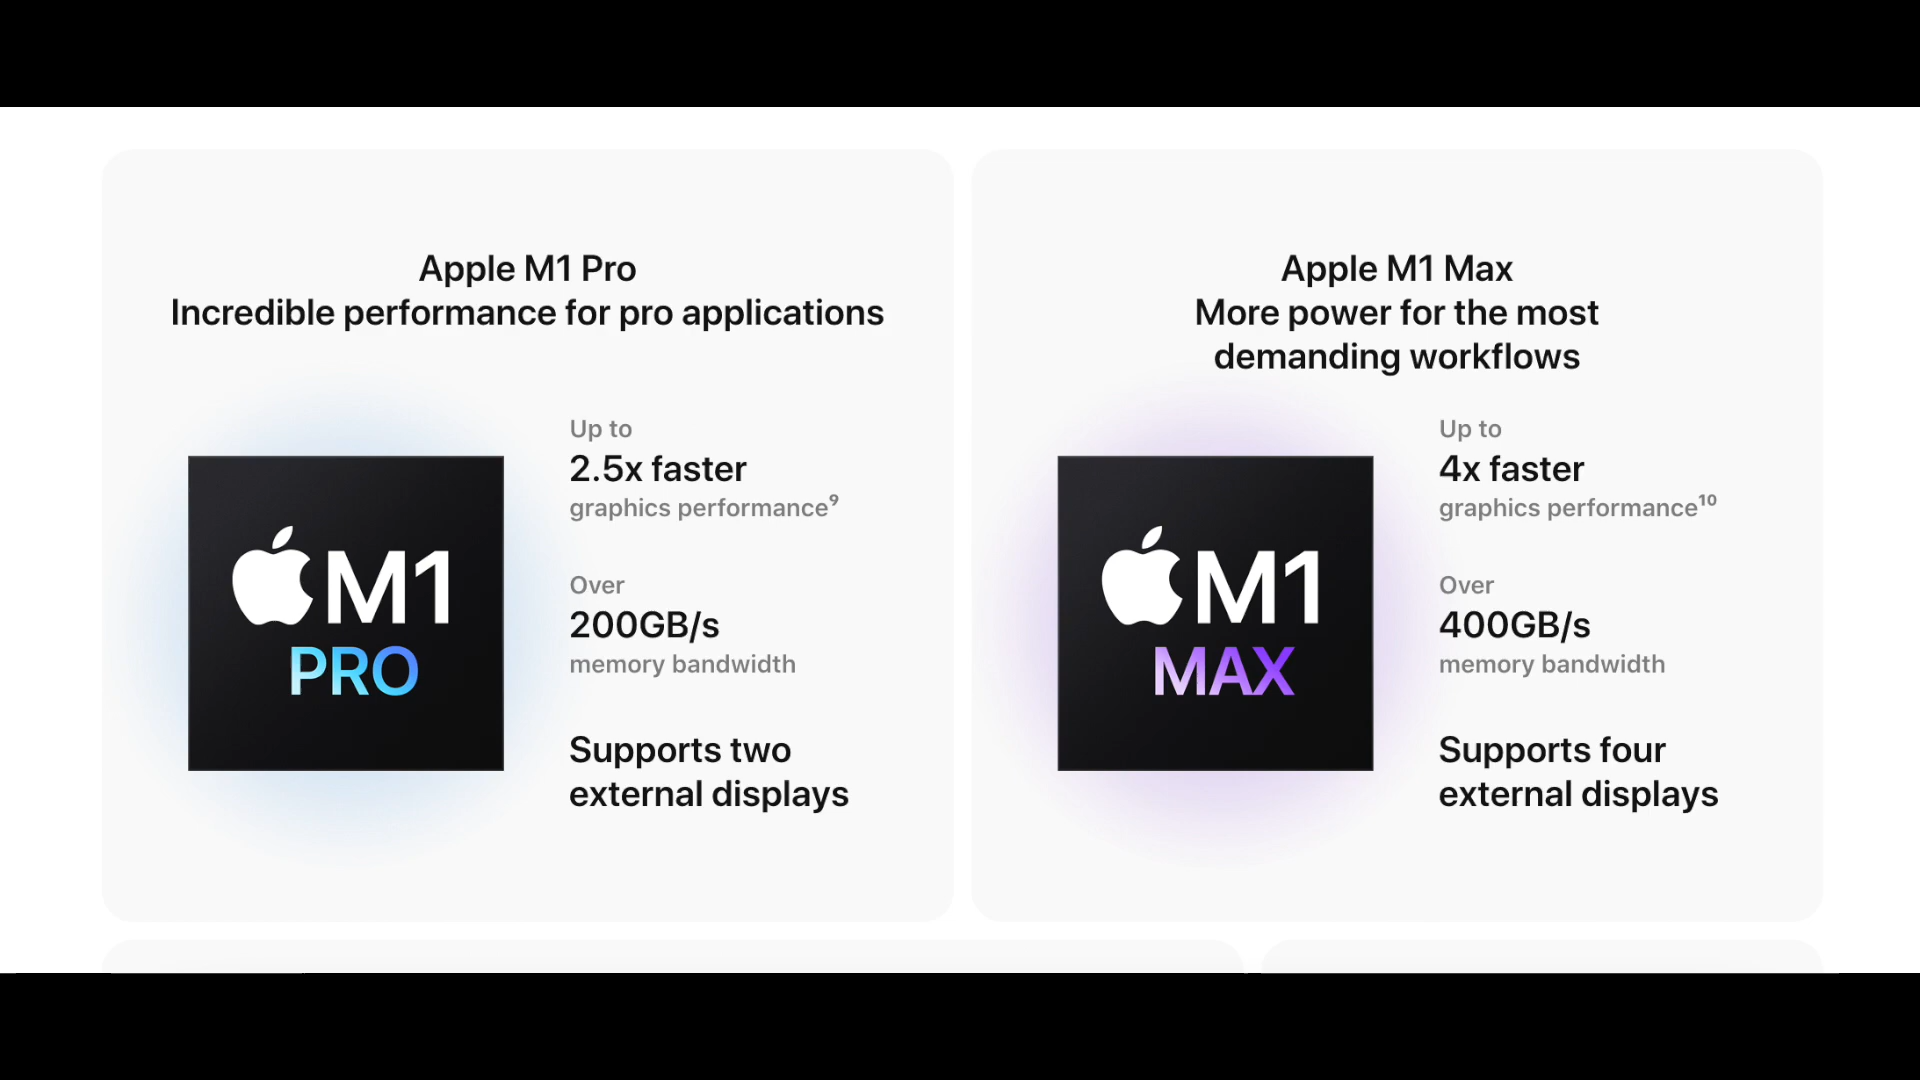 Apple M1 Pro
Incredible performance for pro applications
M1
PRO
Up to
2.5x faster
graphics performance⁹
Over
200GB/s
memory bandwidth
Supports two
external displays
Apple M1 Max
More power for the most
demanding workflows
M1
MAX
Up to
4x faster
graphics performance¹⁰
Over
400GB/s
memory bandwidth
Supports four
external displays